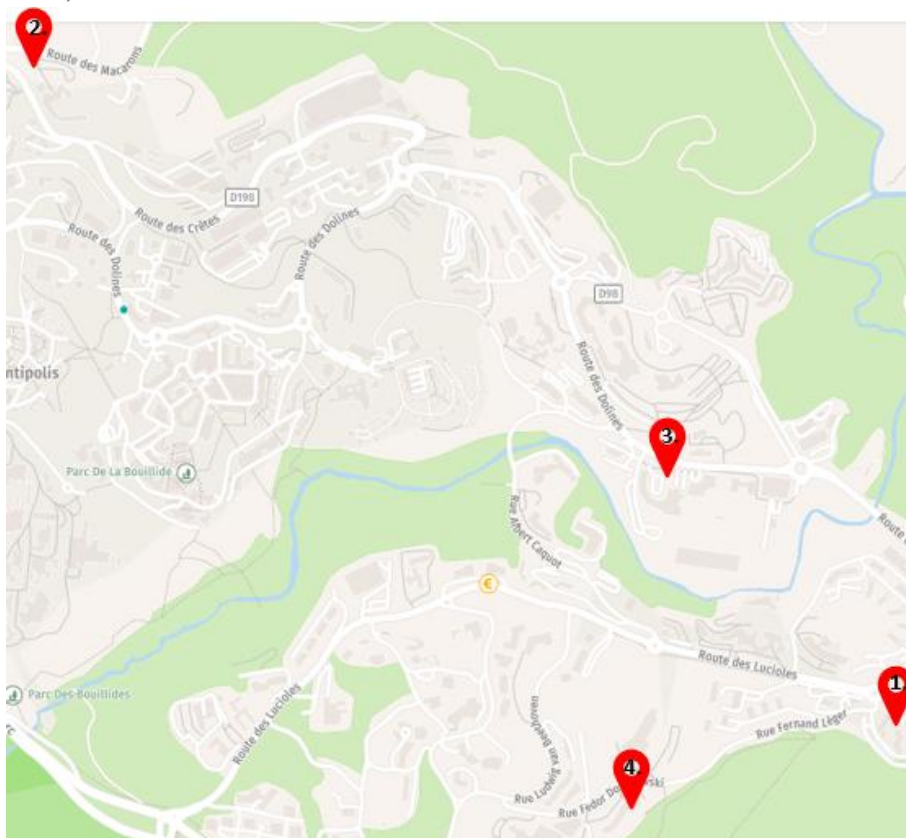 2.
Route des Macarons
D198
Route des Crêtes
Route des Dolines
Route des Dolines
D98
Route des Dolines
ntipolis
3.
Parc De La Bouillide
Rue Albert Caquot
Route
€
Route des Lucioles
1.
Parc Des Bouillides
Route des Lucioles
Rue Fernand Léger
Rue Ludwig van Beethoven
4.
Rue Fedor